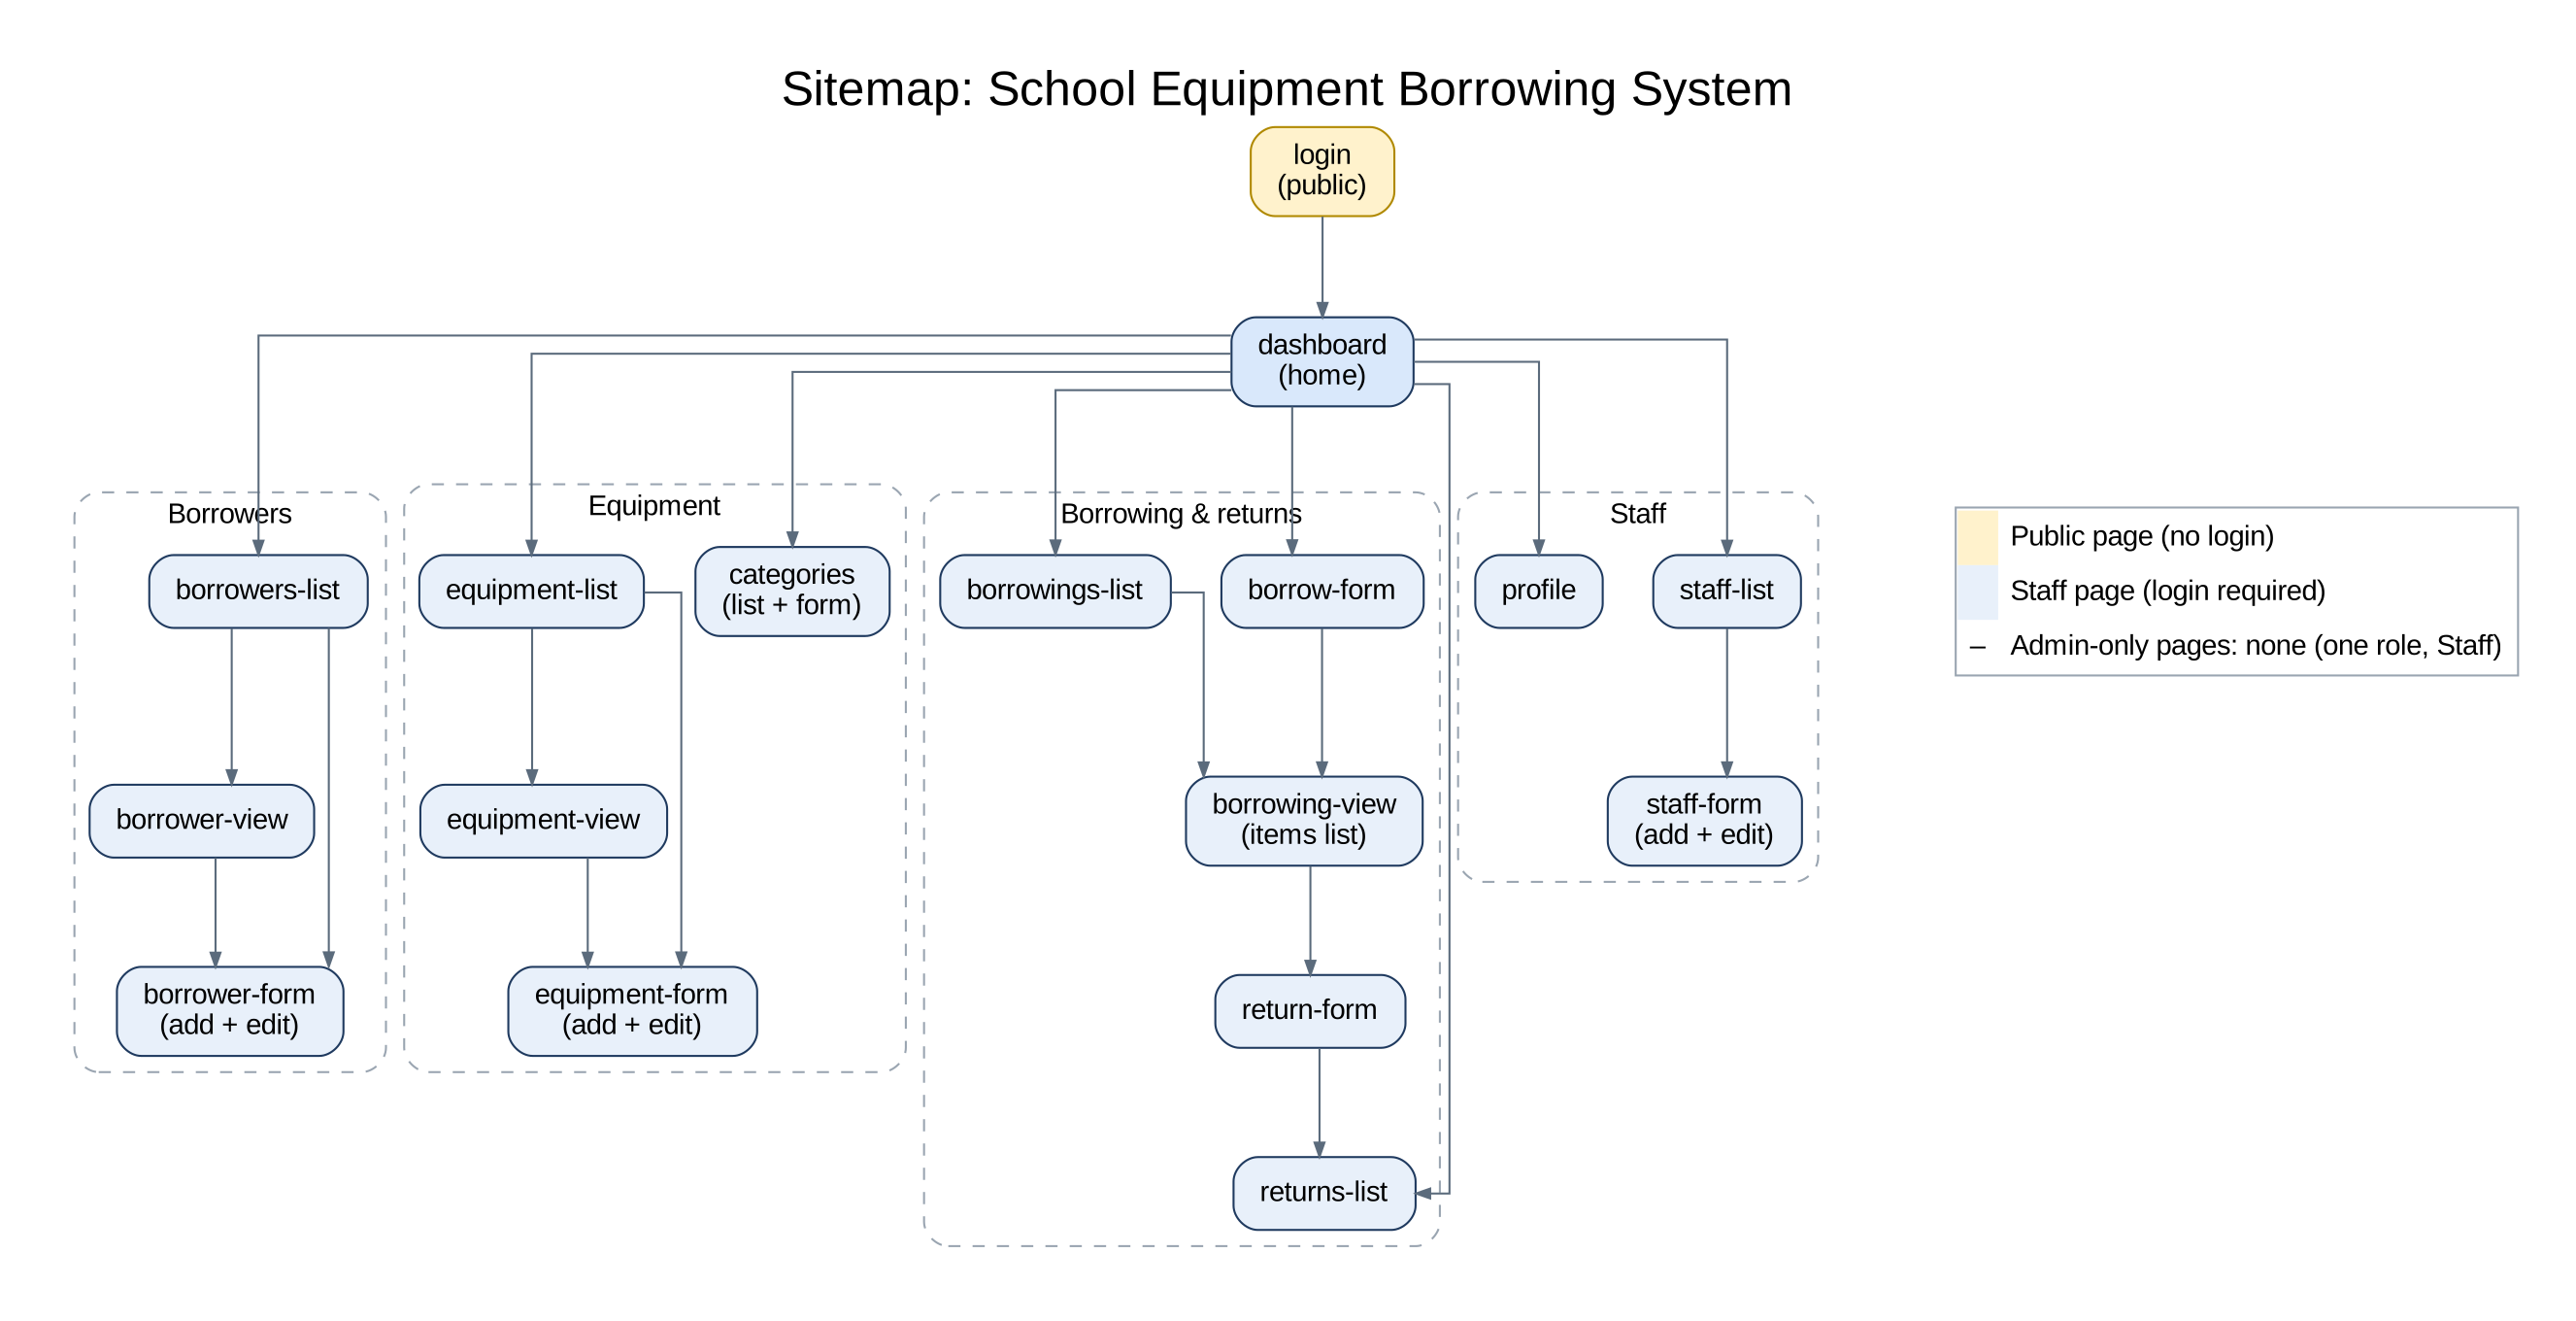 Sitemap: School Equipment Borrowing System
login
(public)
dashboard
(home)
Borrowers
Equipment
Borrowing & returns
Staff
borrowers-list
equipment-list
categories
(list + form)
borrowings-list
borrow-form
profile
staff-list
Public page (no login)
Staff page (login required)
– Admin-only pages: none (one role, Staff)
borrower-view
equipment-view
borrowing-view
(items list)
staff-form
(add + edit)
borrower-form
(add + edit)
equipment-form
(add + edit)
return-form
returns-list